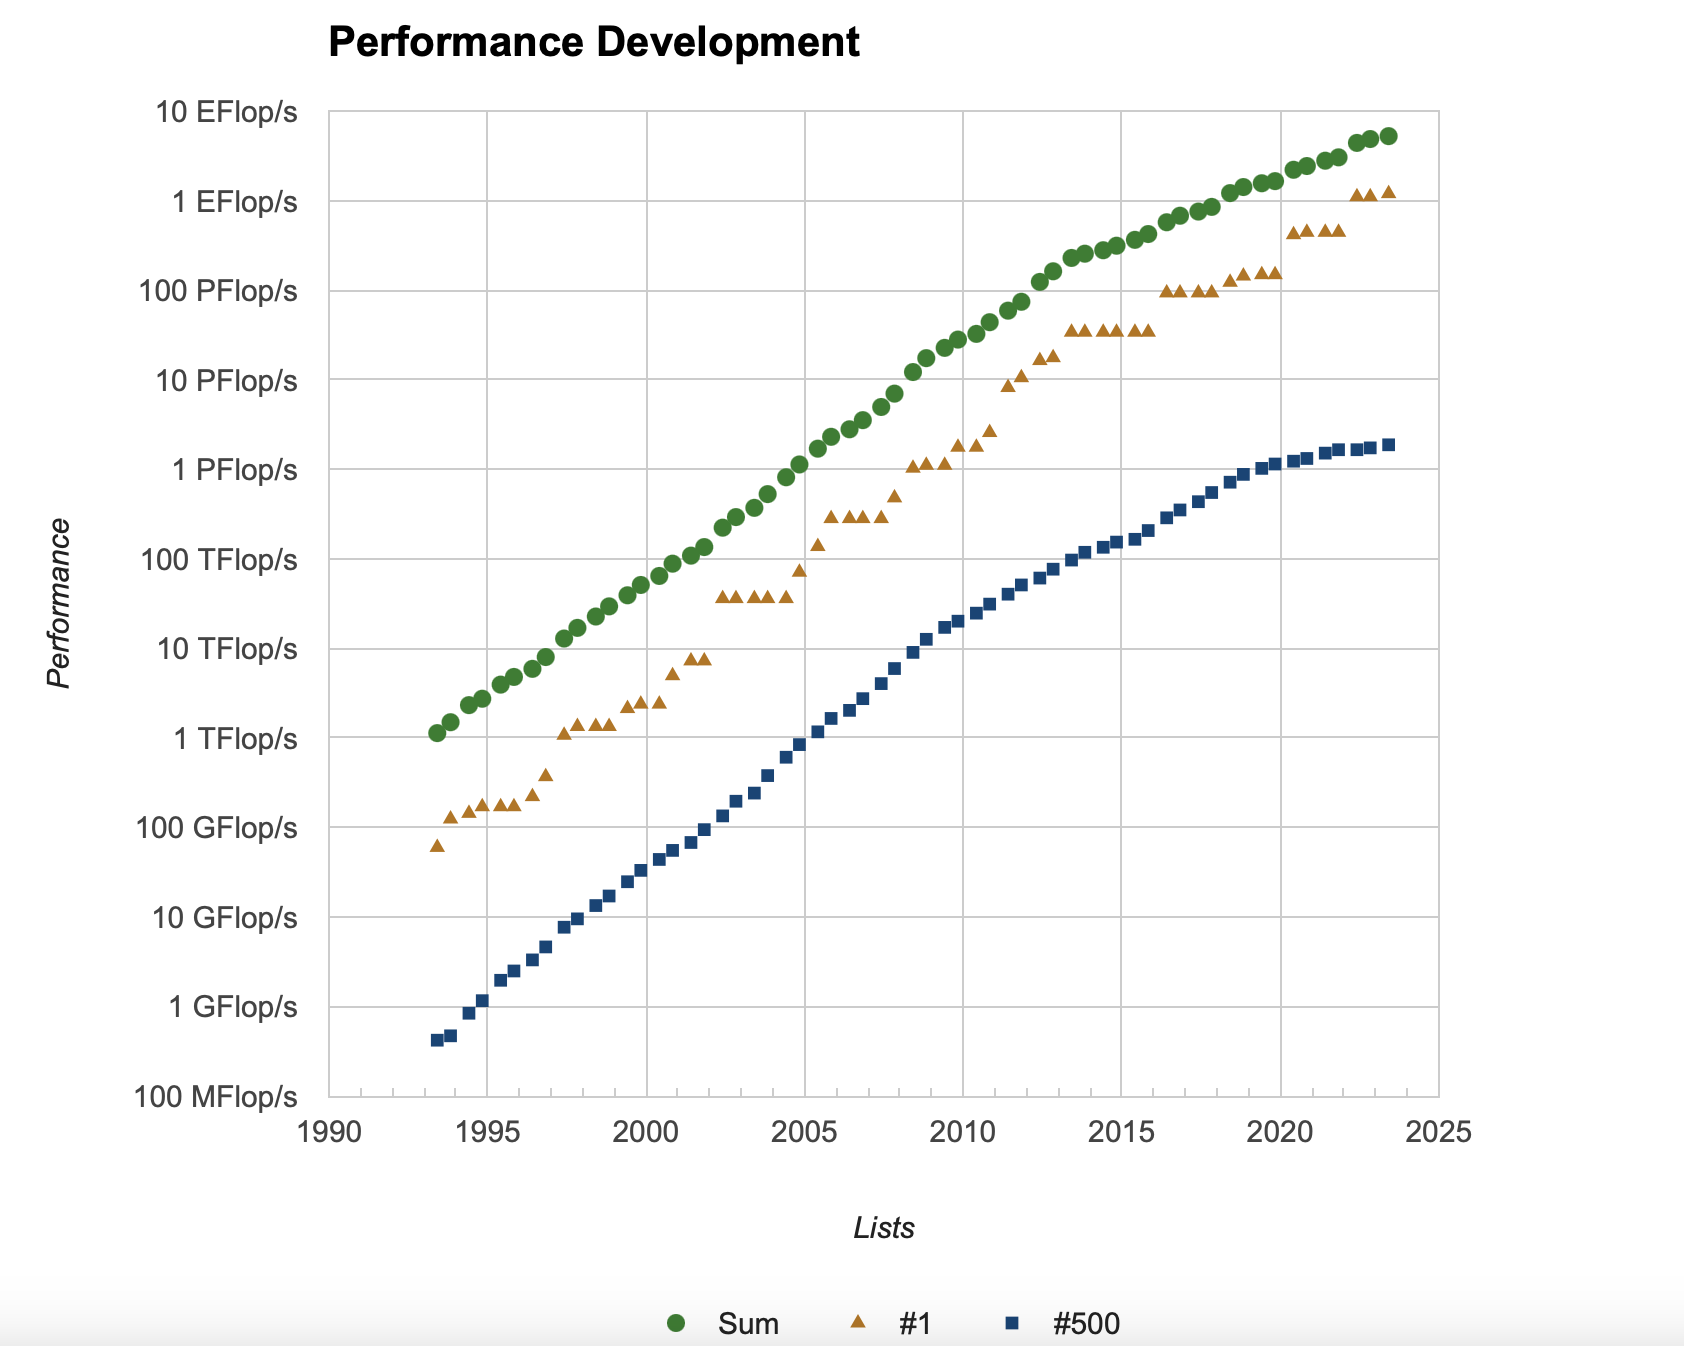 Performance Development
10 EFlop/s
1 EFlop/s
100 PFlop/s
10 PFlop/s
1 PFlop/s
100 TFlop/s
10 TFlop/s
1 TFlop/s
100 GFlop/s
10 GFlop/s
1 GFlop/s
100 MFlop/s
Performance
1990 1995 2000 2005 2010 2015 2020 2025
Lists
Sum #1 #500